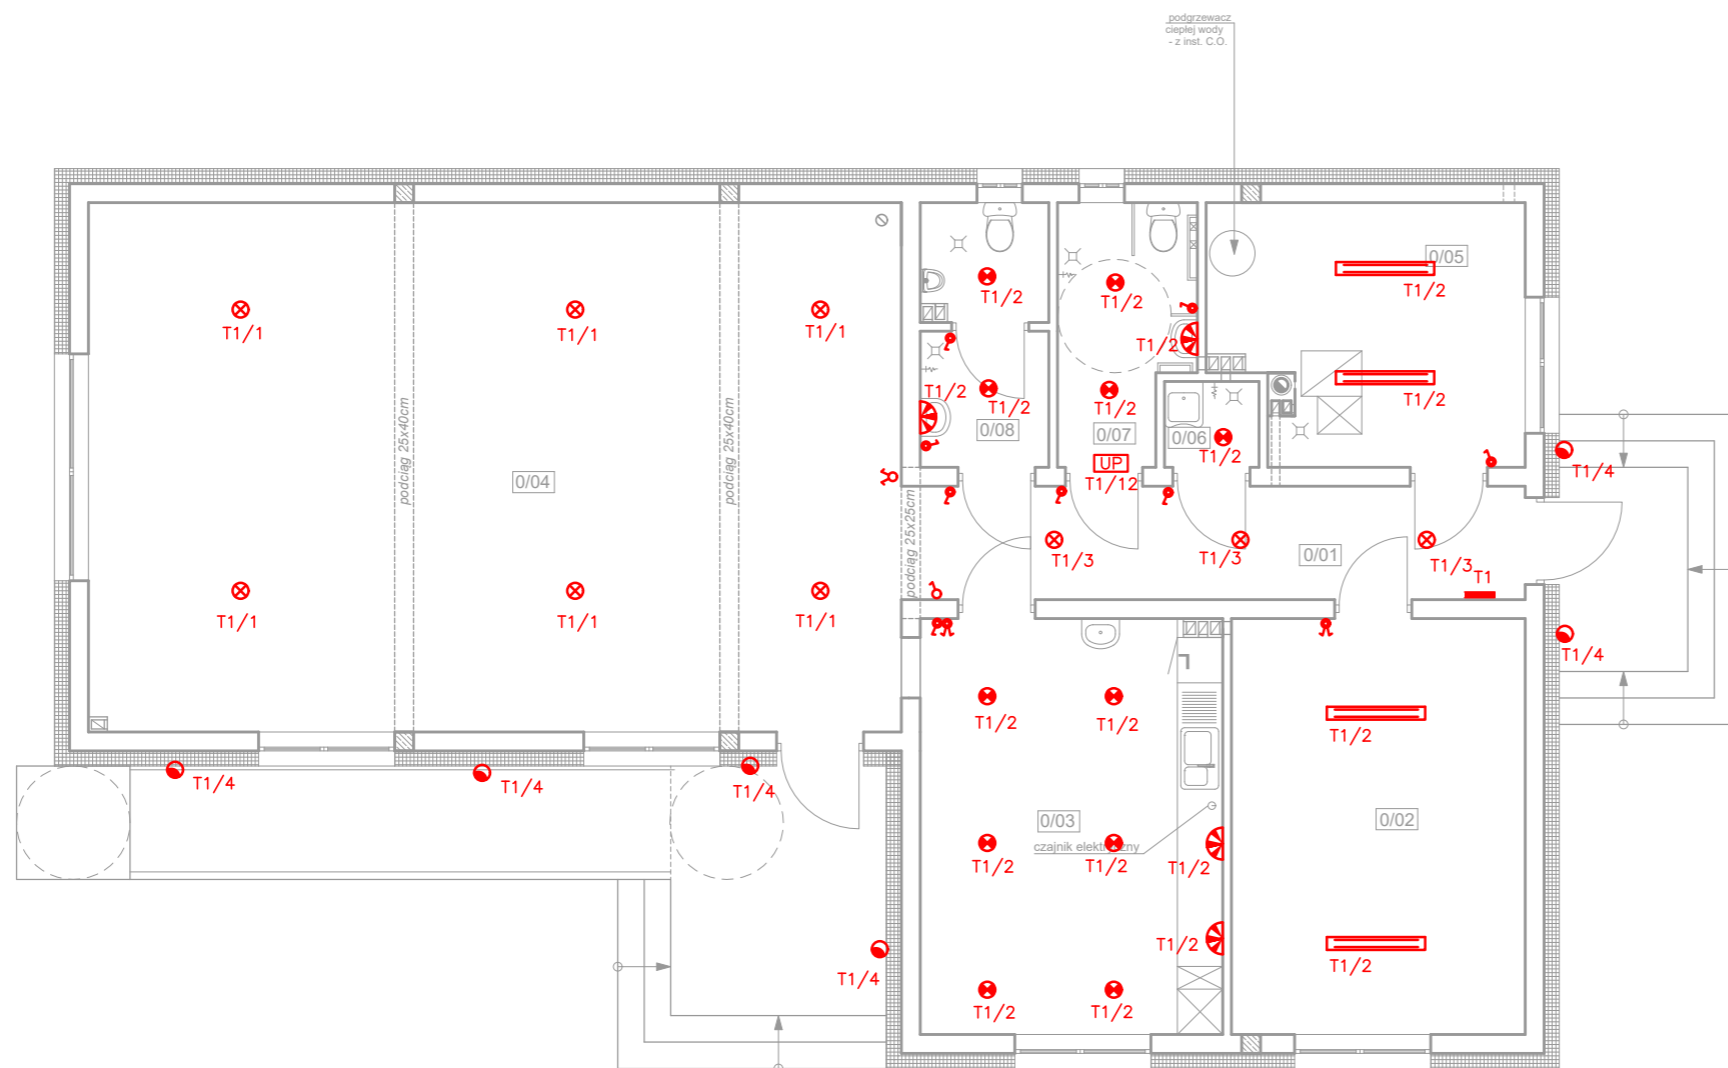 podgrzewacz
ciepłej wody
- z inst. C.O.
0/05
T1/2
T1/2
T1/2
T1/1
T1/1
T1/1
T1/2
T1/2
T1/2
T1/2
T1/2
podciąg 25x40cm
podciąg 25x40cm
0/08
0/07
0/06
T1/2
UP
T1/12
T1/4
0/04
podciąg 25x25cm
T1/3
T1/3
0/01
T1/3
T1
T1/1
T1/1
T1/1
T1/4
T1/2
T1/2
T1/2
T1/4
T1/4
T1/4
0/03
0/02
czajnik elektryczny
T1/2
T1/2
T1/2
T1/2
T1/2
T1/4
T1/2
T1/2